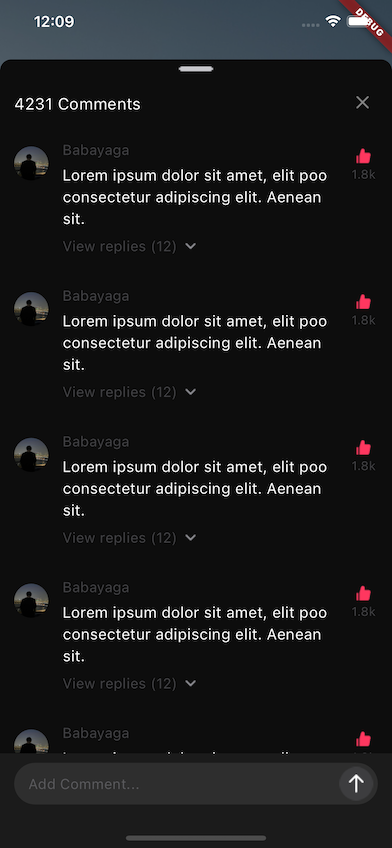 12:09
DEBUG
4231 Comments
Babayaga
Lorem ipsum dolor sit amet, elit poo
consectetur adipiscing elit. Aenean
sit.
1.8k
View replies (12)
Babayaga
Lorem ipsum dolor sit amet, elit poo
consectetur adipiscing elit. Aenean
sit.
1.8k
View replies (12)
Babayaga
Lorem ipsum dolor sit amet, elit poo
consectetur adipiscing elit. Aenean
sit.
1.8k
View replies (12)
Babayaga
Lorem ipsum dolor sit amet, elit poo
consectetur adipiscing elit. Aenean
sit.
1.8k
View replies (12)
Babayaga
Add Comment...